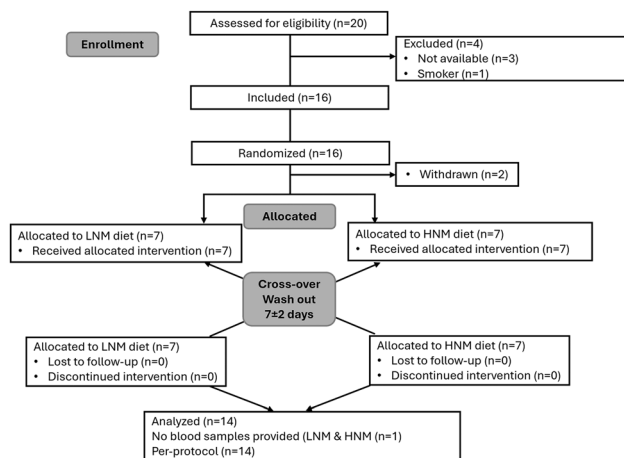 Assessed for eligibility (n=20)
Enrollment
Excluded (n=4)
• Not available (n=3)
• Smoker (n=1)
Included (n=16)
Randomized (n=16)
• Withdrawn (n=2)
Allocated
Allocated to LNM diet (n=7)
• Received allocated intervention (n=7)
Allocated to HNM diet (n=7)
• Received allocated intervention (n=7)
Cross-over
Wash out
7±2 days
Allocated to LNM diet (n=7)
• Lost to follow-up (n=0)
• Discontinued intervention (n=0)
Allocated to HNM diet (n=7)
• Lost to follow-up (n=0)
• Discontinued intervention (n=0)
Analyzed (n=14)
No blood samples provided (LNM & HNM (n=1)
Per-protocol (n=14)